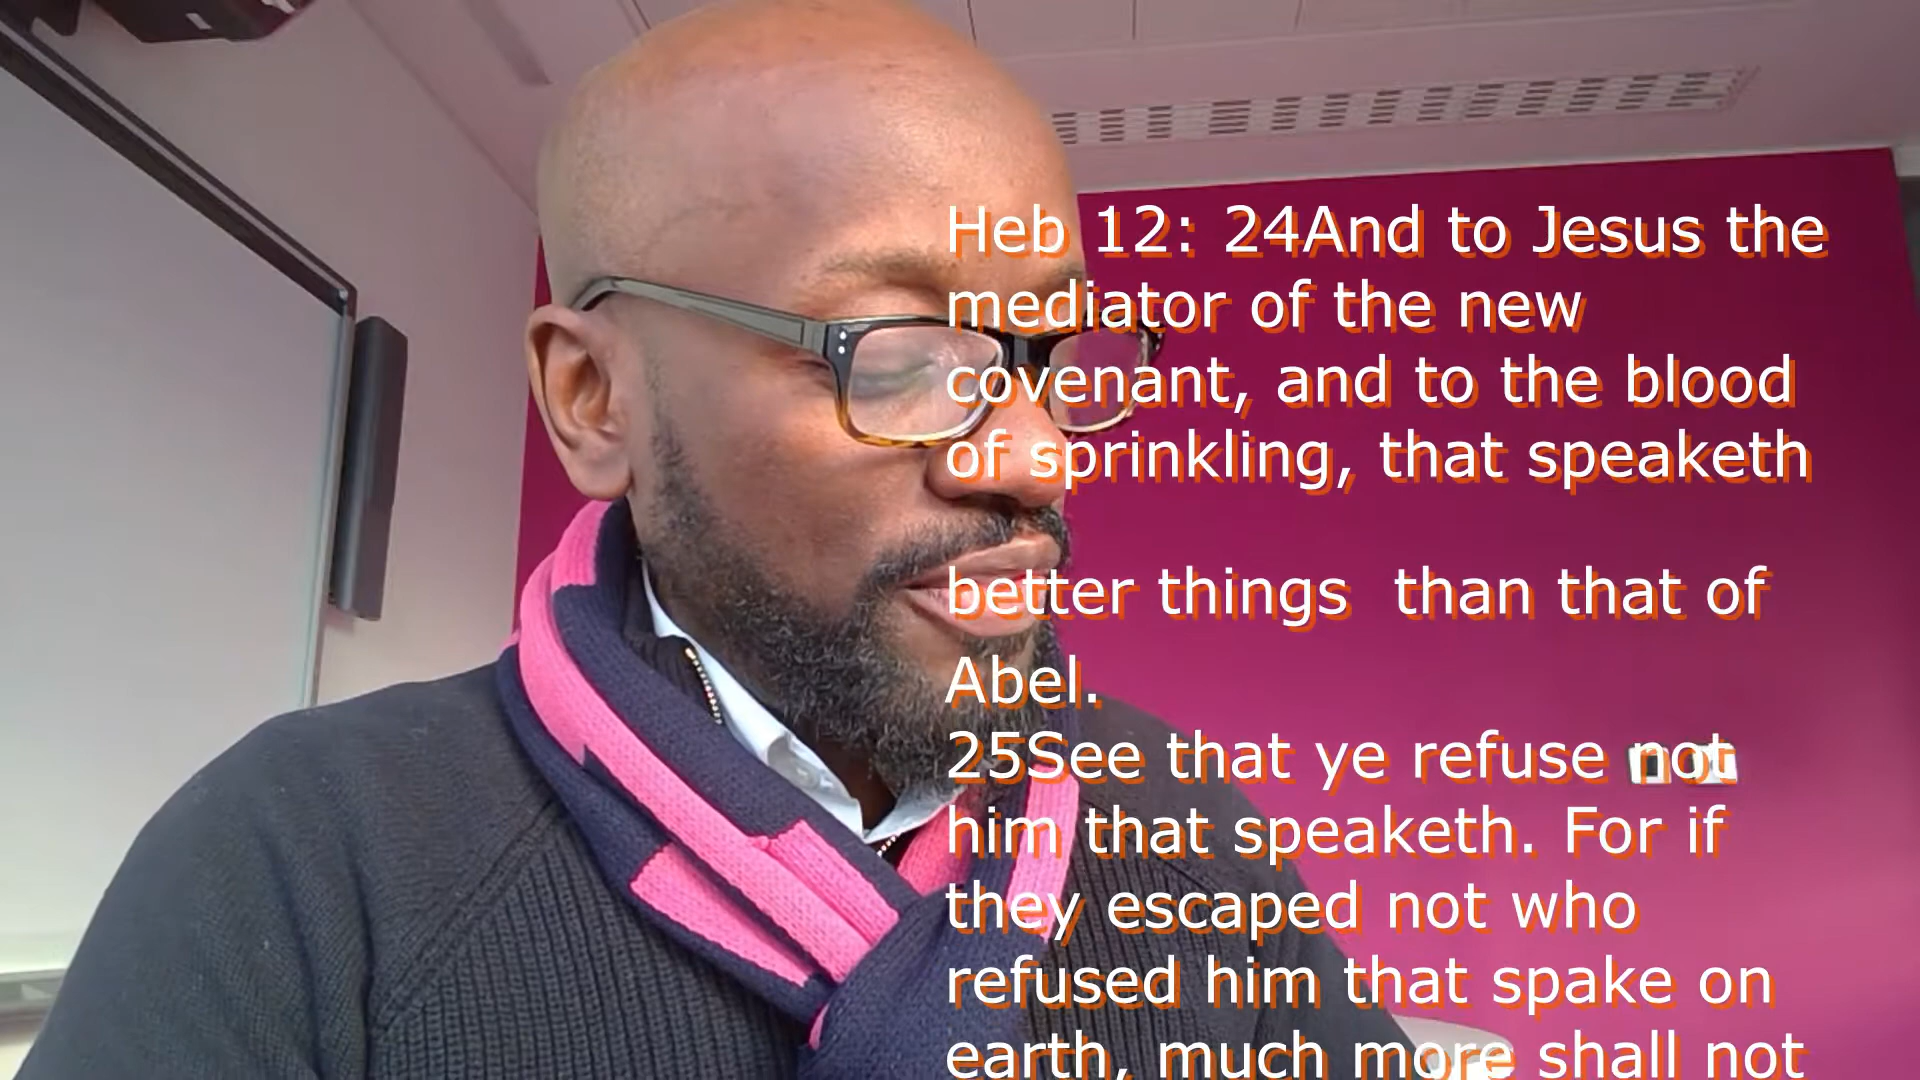 Heb 12: 24And to Jesus the
mediator of the new
covenant, and to the blood
of sprinkling, that speaketh
better things  than that of
Abel.
25See that ye refuse not
him that speaketh. For if
they escaped not who
refused him that spake on
earth, much more shall not